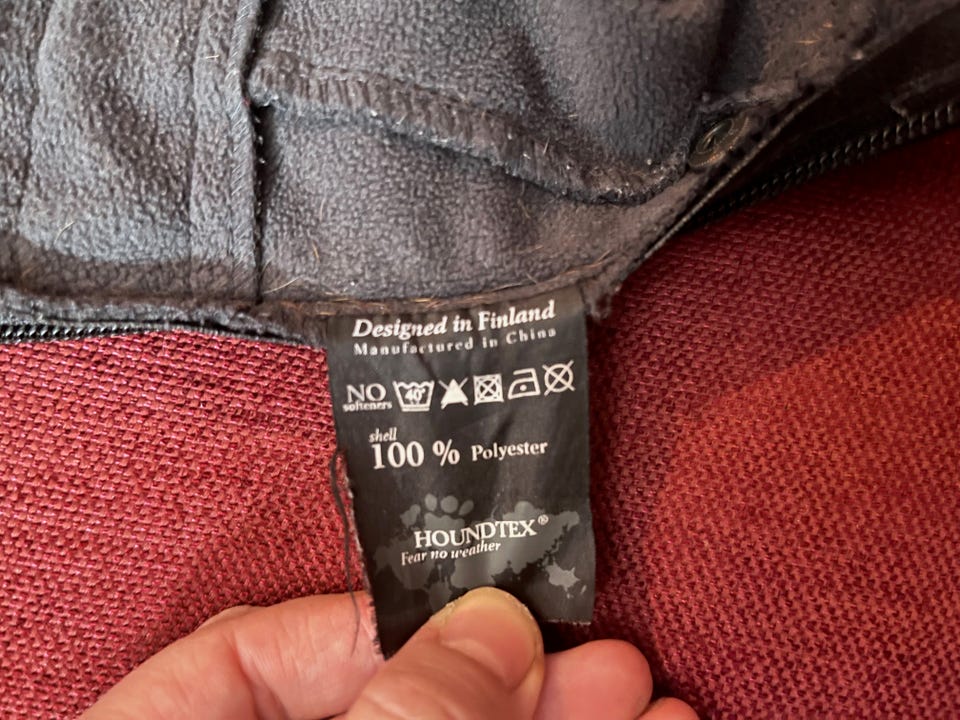 Designed in Finland
Manufactured in China
NO
softeners
40°
shell
100 % Polyester
HOUNDTEX®
Fear no weather